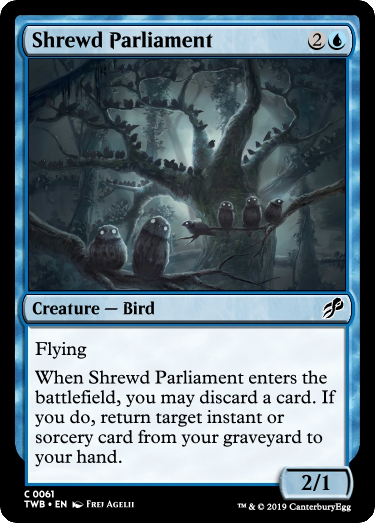 Shrewd Parliament 2
Creature — Bird
Flying
When Shrewd Parliament enters the
battlefield, you may discard a card. If
you do, return target instant or
sorcery card from your graveyard to
your hand.
2/1
C 0061
TWB • EN Frej Agelii
™ & © 2019 CanterburyEgg